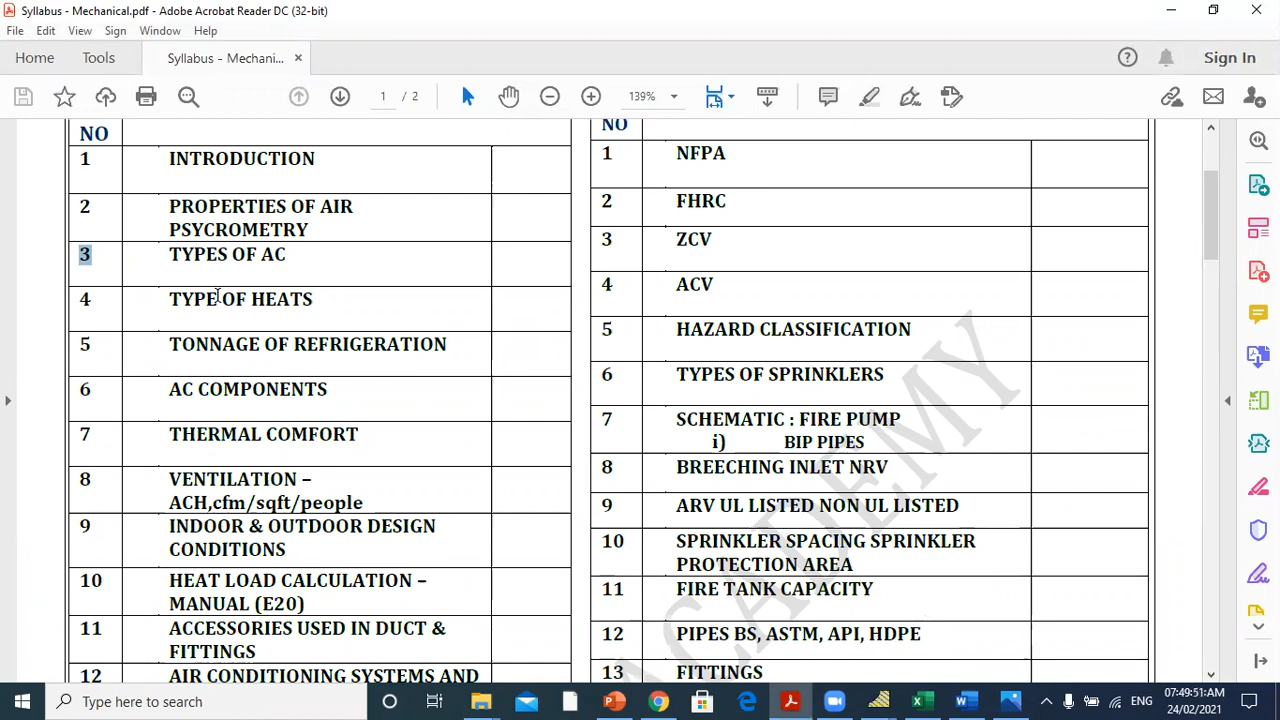 Syllabus - Mechanical.pdf - Adobe Acrobat Reader DC (32-bit)
File Edit View Sign Window Help
Home Tools Syllabus - Mechani... × Sign In
1 / 2 139%
NO
1 INTRODUCTION
2 PROPERTIES OF AIR
PSYCROMETRY
3 TYPES OF AC
4 TYPE OF HEATS
5 TONNAGE OF REFRIGERATION
6 AC COMPONENTS
7 THERMAL COMFORT
8 VENTILATION –
ACH,cfm/sqft/people
9 INDOOR & OUTDOOR DESIGN
CONDITIONS
10 HEAT LOAD CALCULATION –
MANUAL (E20)
11 ACCESSORIES USED IN DUCT &
FITTINGS
12 AIR CONDITIONING SYSTEMS AND
NO
1 NFPA
2 FHRC
3 ZCV
4 ACV
5 HAZARD CLASSIFICATION
6 TYPES OF SPRINKLERS
7 SCHEMATIC : FIRE PUMP
i) BIP PIPES
8 BREECHING INLET NRV
9 ARV UL LISTED NON UL LISTED
10 SPRINKLER SPACING SPRINKLER
PROTECTION AREA
11 FIRE TANK CAPACITY
12 PIPES BS, ASTM, API, HDPE
13 FITTINGS
ACADEMY
Type here to search
ENG
07:49:51 AM
24/02/2021